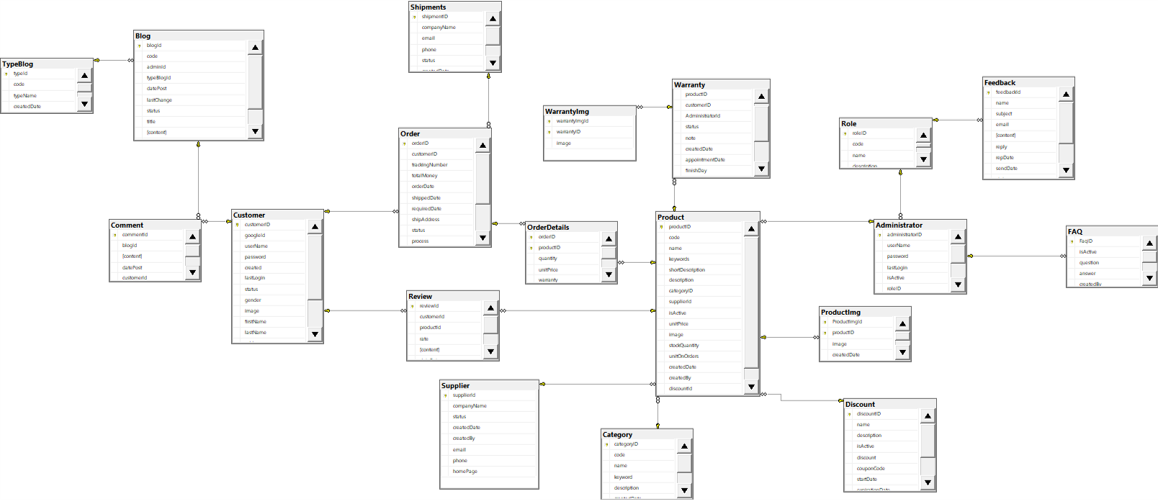 TypeBlog
typeId
code
typeName
createdDate
Blog
blogId
code
adminId
typeBlogId
datePost
lastChange
status
title
[content]
Shipments
shipmentID
companyName
email
phone
status
Order
orderID
customerID
trackingNumber
totalMoney
orderDate
shippedDate
requiredDate
shipAddress
status
process
WarrantyImg
warrantyImgId
warrantyID
image
Warranty
productID
customerID
AdministratorId
status
note
createdDate
appointmentDate
finishDay
Role
roleID
code
name
description
Feedback
feedbackId
name
subject
email
[content]
reply
repDate
sendDate
Comment
commentId
blogId
[content]
datePost
customerId
Customer
customerID
googleId
userName
password
created
lastLogin
status
gender
image
firstName
lastName
OrderDetails
orderID
productID
quantity
unitPrice
warranty
Product
productID
code
name
keywords
shortDescription
description
categoryID
supplierId
isActive
unitPrice
image
stockQuantity
unitOnOrders
createdDate
createdBy
discountId
Administrator
administratorID
userName
password
lastLogin
isActive
roleID
FAQ
FaqID
isActive
question
answer
createdBy
Review
reviewId
customerId
productId
rate
[content]
ProductImg
ProductImgId
productID
image
createdDate
Supplier
supplierId
companyName
status
createdDate
createdBy
email
phone
homePage
Category
categoryID
code
name
keyword
description
Discount
discountID
name
description
isActive
discount
couponCode
startDate